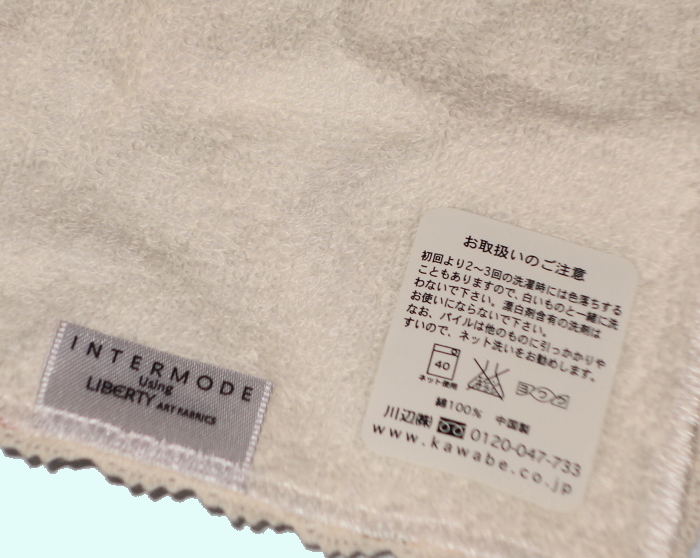 INTERMODE
Using
LIBERTY ART FABRICS
お取扱いのご注意
初回より2〜3回の洗濯時には色落ちする
こともありますので、白いものと一緒に洗
わないで下さい。漂白剤含有の洗剤は
お使いにならないで下さい。
なお、パイルは他のものに引っかかりや
すいので、ネット洗いをお勧めします。
40
ネット使用
綿100% 中国製
川辺㈱ 0120-047-733
www.kawabe.co.jp